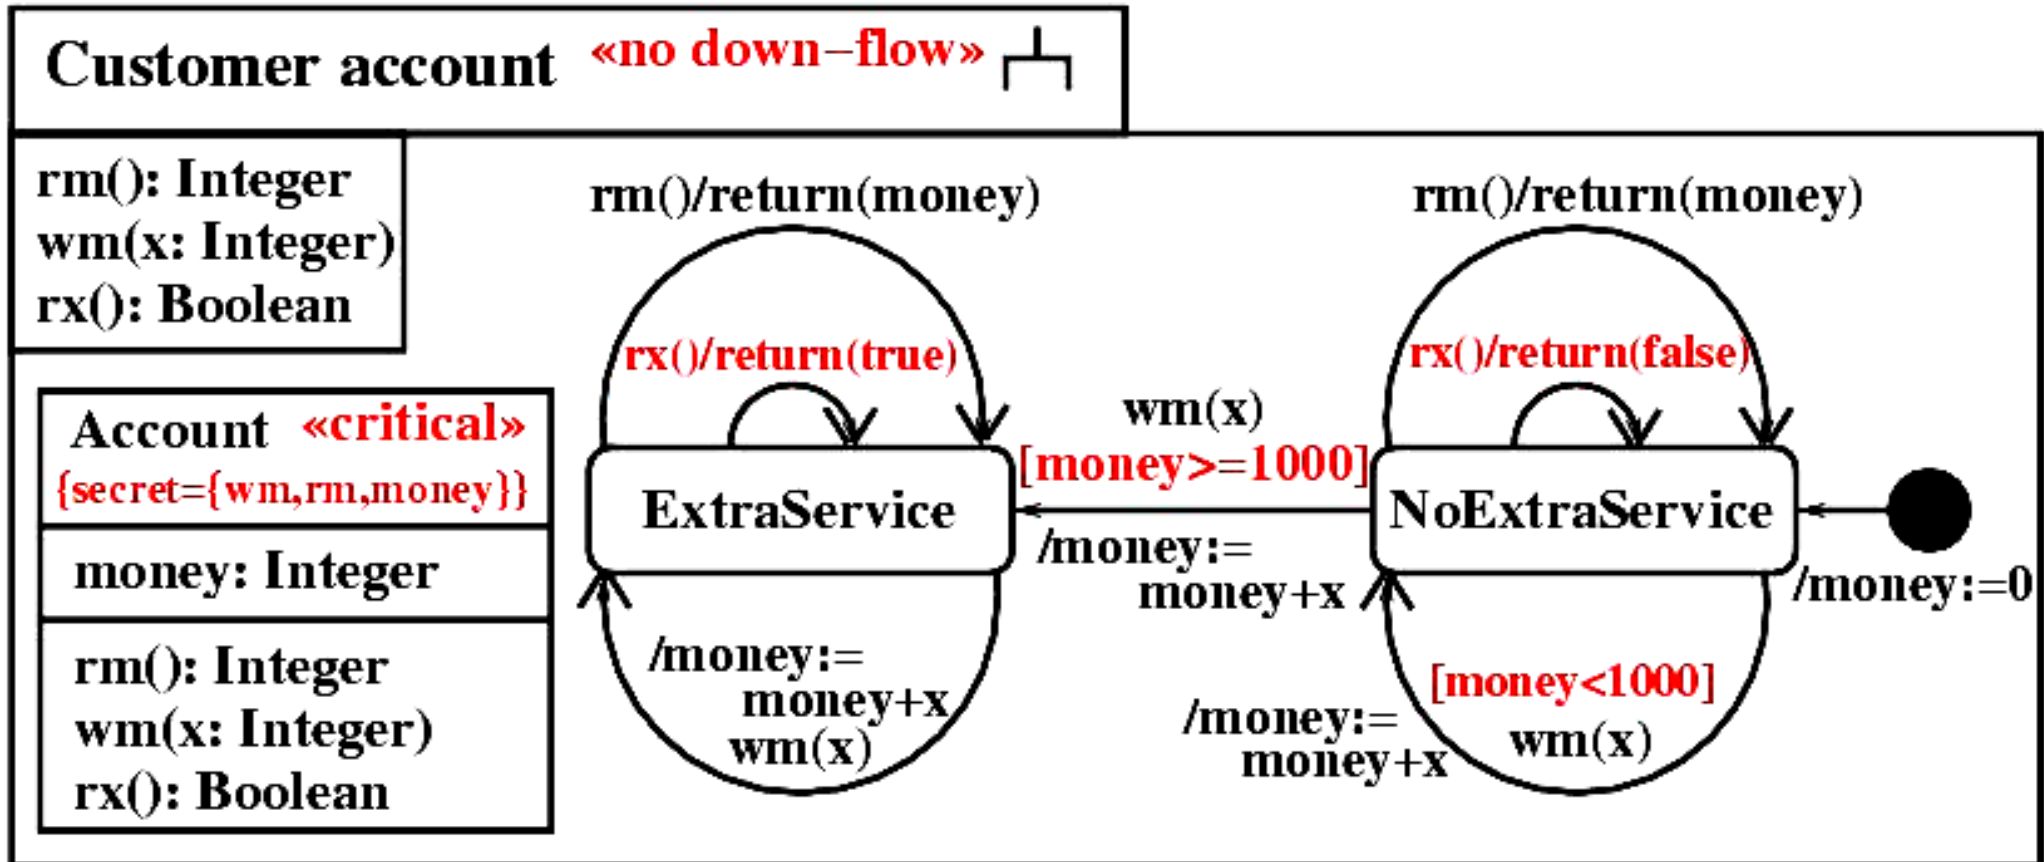 Customer account «no down-flow»
rm(): Integer
wm(x: Integer)
rx(): Boolean
Account «critical»
{secret={wm,rm,money}}
money: Integer
rm(): Integer
wm(x: Integer)
rx(): Boolean
rm()/return(money)
rx()/return(true)
ExtraService
/money:=
money+x
wm(x)
wm(x)
[money>=1000]
/money:=
money+x
rm()/return(money)
rx()/return(false)
NoExtraService
[money<1000]
wm(x)
/money:=
money+x
/money:=0